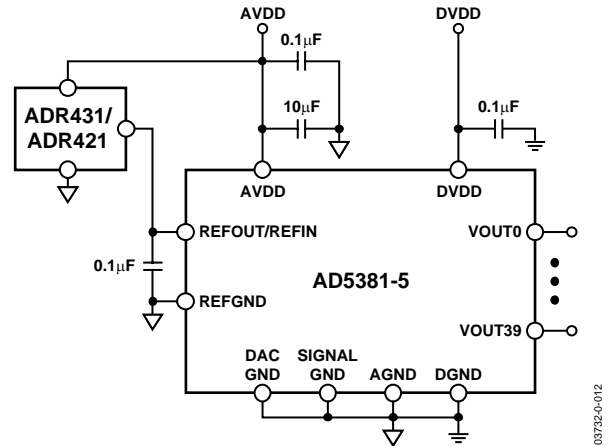 AVDD
DVDD
0.1µF
ADR431/
ADR421
10µF
0.1µF
AVDD
DVDD
REFOUT/REFIN
VOUT0
0.1µF
AD5381-5
REFGND
VOUT39
DAC
GND
SIGNAL
GND
AGND
DGND
03732-0-012